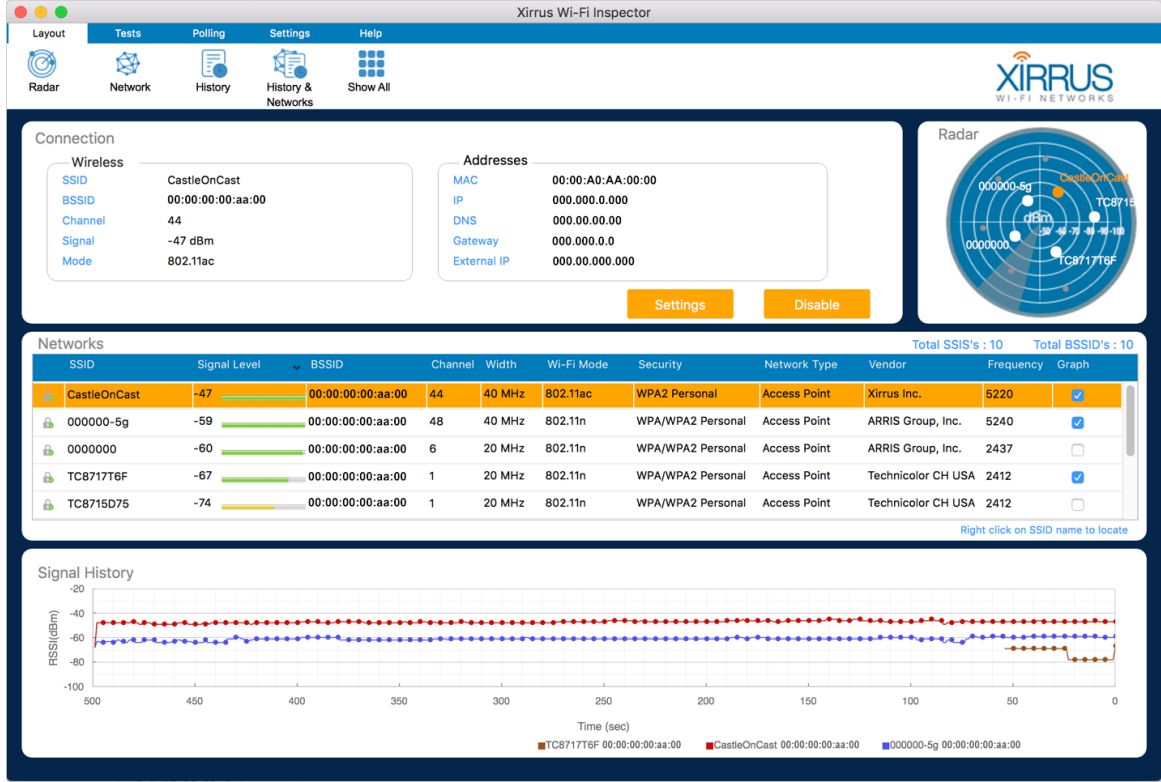 Xirrus Wi-Fi Inspector
Layout Tests Polling Settings Help
Radar Network History History & Networks Show All
XIRRUS
WI-FI NETWORKS
Connection
Wireless
SSID CastleOnCast
BSSID 00:00:00:00:aa:00
Channel 44
Signal -47 dBm
Mode 802.11ac
Addresses
MAC 00:00:A0:AA:00:00
IP 000.000.0.000
DNS 000.00.00.00
Gateway 000.000.0.0
External IP 000.00.000.000
Settings Disable
Radar
CastleOnCast
000000-5g
TC8715
dBm
-50 -60 -70 -80 -90 -100
0000000
TC8717T6F
Networks Total SSIS's : 10 Total BSSID's : 10
SSID Signal Level BSSID Channel Width Wi-Fi Mode Security Network Type Vendor Frequency Graph
CastleOnCast -47 00:00:00:00:aa:00 44 40 MHz 802.11ac WPA2 Personal Access Point Xirrus Inc. 5220
000000-5g -59 00:00:00:00:aa:00 48 40 MHz 802.11n WPA/WPA2 Personal Access Point ARRIS Group, Inc. 5240
0000000 -60 00:00:00:00:aa:00 6 20 MHz 802.11n WPA/WPA2 Personal Access Point ARRIS Group, Inc. 2437
TC8717T6F -67 00:00:00:00:aa:00 1 20 MHz 802.11n WPA/WPA2 Personal Access Point Technicolor CH USA 2412
TC8715D75 -74 00:00:00:00:aa:00 1 20 MHz 802.11n WPA/WPA2 Personal Access Point Technicolor CH USA 2412
Right click on SSID name to locate
Signal History
RSSI(dBm)
-20
-40
-60
-80
-100
500 450 400 350 300 250 200 150 100 50 0
Time (sec)
TC8717T6F 00:00:00:00:aa:00 CastleOnCast 00:00:00:00:aa:00 000000-5g 00:00:00:00:aa:00